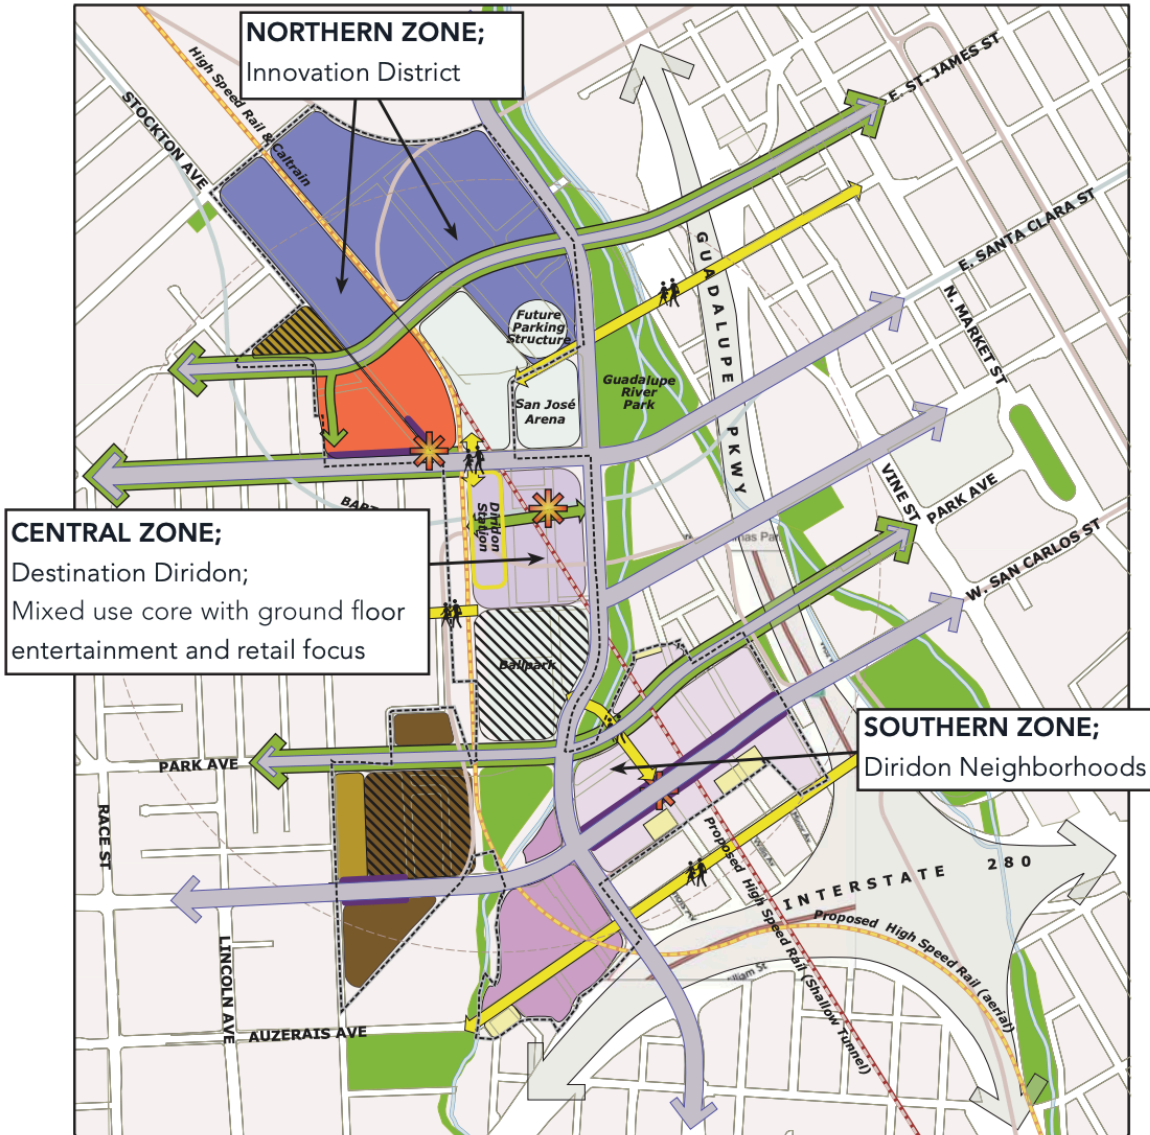 NORTHERN ZONE;
Innovation District
High Speed Rail & Caltrain
STOCKTON AVE
E. ST. JAMES ST
E. SANTA CLARA ST
N. MARKET ST
GUADALUPE PKWY
Future
Parking
Structure
San José
Arena
Guadalupe
River
Park
Diridon
Station
VINE ST
PARK AVE
W. SAN CARLOS ST
CENTRAL ZONE;
Destination Diridon;
Mixed use core with ground floor
entertainment and retail focus
Ballpark
SOUTHERN ZONE;
Diridon Neighborhoods
PARK AVE
RACE ST
LINCOLN AVE
AUZERAIS AVE
INTERSTATE 280
Proposed High Speed Rail (Shallow Tunnel)
Proposed High Speed Rail (aerial)